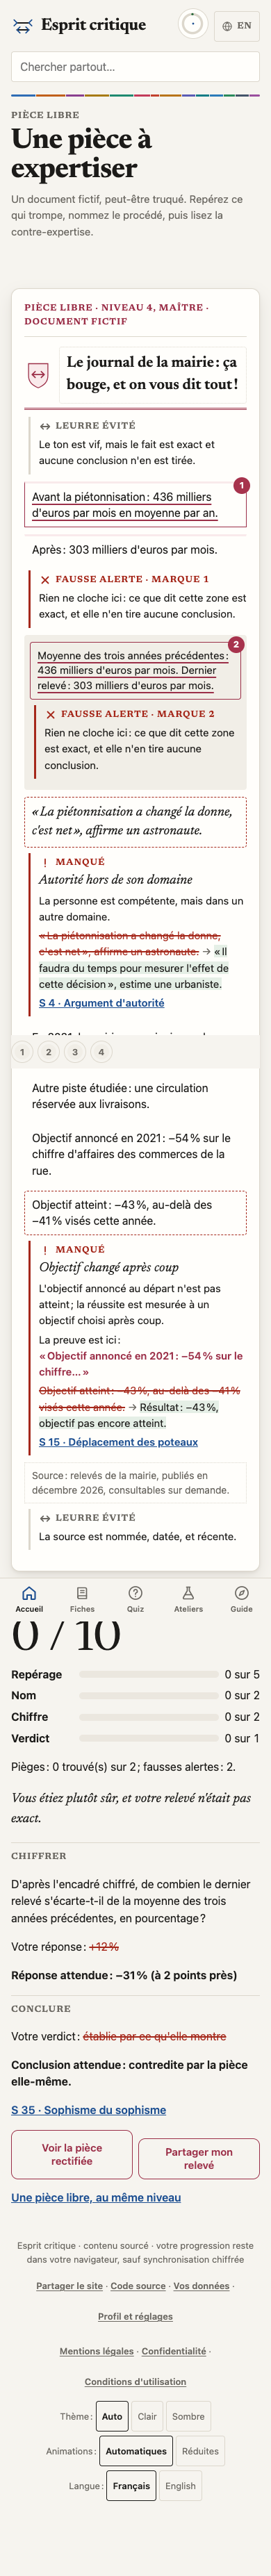 Esprit critique
EN
Chercher partout...
PIÈCE LIBRE
Une pièce à
expertiser
Un document fictif, peut-être truqué. Repérez ce
qui trompe, nommez le procédé, puis lisez la
contre-expertise.
PIÈCE LIBRE · NIVEAU 4, MAÎTRE ·
DOCUMENT FICTIF
Le journal de la mairie : ça
bouge, et on vous dit tout !
LEURRE ÉVITÉ
Le ton est vif, mais le fait est exact et
aucune conclusion n'en est tirée.
1
Avant la piétonnisation : 436 milliers
d'euros par mois en moyenne par an.
Après : 303 milliers d'euros par mois.
FAUSSE ALERTE · MARQUE 1
Rien ne cloche ici : ce que dit cette zone est
exact, et elle n'en tire aucune conclusion.
2
Moyenne des trois années précédentes :
436 milliers d'euros par mois. Dernier
relevé : 303 milliers d'euros par mois.
FAUSSE ALERTE · MARQUE 2
Rien ne cloche ici : ce que dit cette zone
est exact, et elle n'en tire aucune
conclusion.
« La piétonnisation a changé la donne,
c'est net », affirme un astronaute.
! MANQUÉ
Autorité hors de son domaine
La personne est compétente, mais dans un
autre domaine.
« La piétonnisation a changé la donne,
c'est net », affirme un astronaute. → « Il
faudra du temps pour mesurer l'effet de
cette décision », estime une urbaniste.
S 4 · Argument d'autorité
1 2 3 4
Autre piste étudiée : une circulation
réservée aux livraisons.
Objectif annoncé en 2021 : −54 % sur le
chiffre d'affaires des commerces de la
rue.
Objectif atteint : −43 %, au-delà des
−41 % visés cette année.
! MANQUÉ
Objectif changé après coup
L'objectif annoncé au départ n'est pas
atteint ; la réussite est mesurée à un
objectif choisi après coup.
La preuve est ici :
« Objectif annoncé en 2021 : −54 % sur le
chiffre... »
Objectif atteint : −43 %, au-delà des −41 %
visés cette année. → Résultat : −43 %,
objectif pas encore atteint.
S 15 · Déplacement des poteaux
Source : relevés de la mairie, publiés en
décembre 2026, consultables sur demande.
LEURRE ÉVITÉ
La source est nommée, datée, et récente.
Accueil Fiches Quiz Ateliers Guide
0 / 10
Repérage 0 sur 5
Nom 0 sur 2
Chiffre 0 sur 2
Verdict 0 sur 1
Pièges : 0 trouvé(s) sur 2 ; fausses alertes : 2.
Vous étiez plutôt sûr, et votre relevé n'était pas
exact.
CHIFFRER
D'après l'encadré chiffré, de combien le dernier
relevé s'écarte-t-il de la moyenne des trois
années précédentes, en pourcentage ?
Votre réponse : +12 %
Réponse attendue : −31 % (à 2 points près)
CONCLURE
Votre verdict : établie par ce qu'elle montre
Conclusion attendue : contredite par la pièce
elle-même.
S 35 · Sophisme du sophisme
Voir la pièce
rectifiée
Partager mon
relevé
Une pièce libre, au même niveau
Esprit critique · contenu sourcé · votre progression reste
dans votre navigateur, sauf synchronisation chiffrée
Partager le site · Code source · Vos données ·
Profil et réglages
Mentions légales · Confidentialité ·
Conditions d'utilisation
Thème : Auto Clair Sombre
Animations : Automatiques Réduites
Langue : Français English